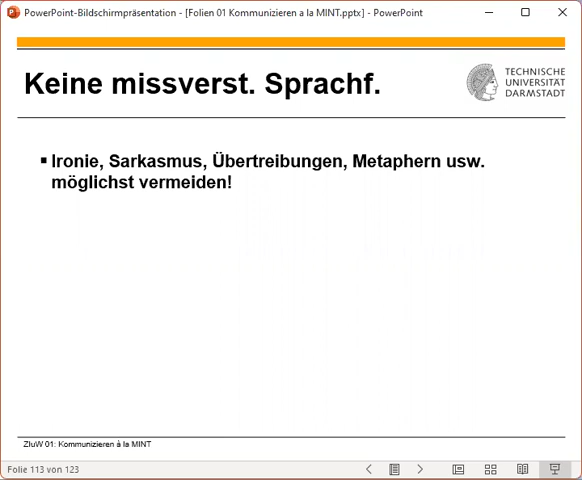 PowerPoint-Bildschirmpräsentation - [Folien 01 Kommunizieren a la MINT.pptx] - PowerPoint
Keine missverst. Sprachf.
TECHNISCHE
UNIVERSITÄT
DARMSTADT
▪ Ironie, Sarkasmus, Übertreibungen, Metaphern usw.
möglichst vermeiden!
ZIuW 01: Kommunizieren à la MINT
Folie 113 von 123